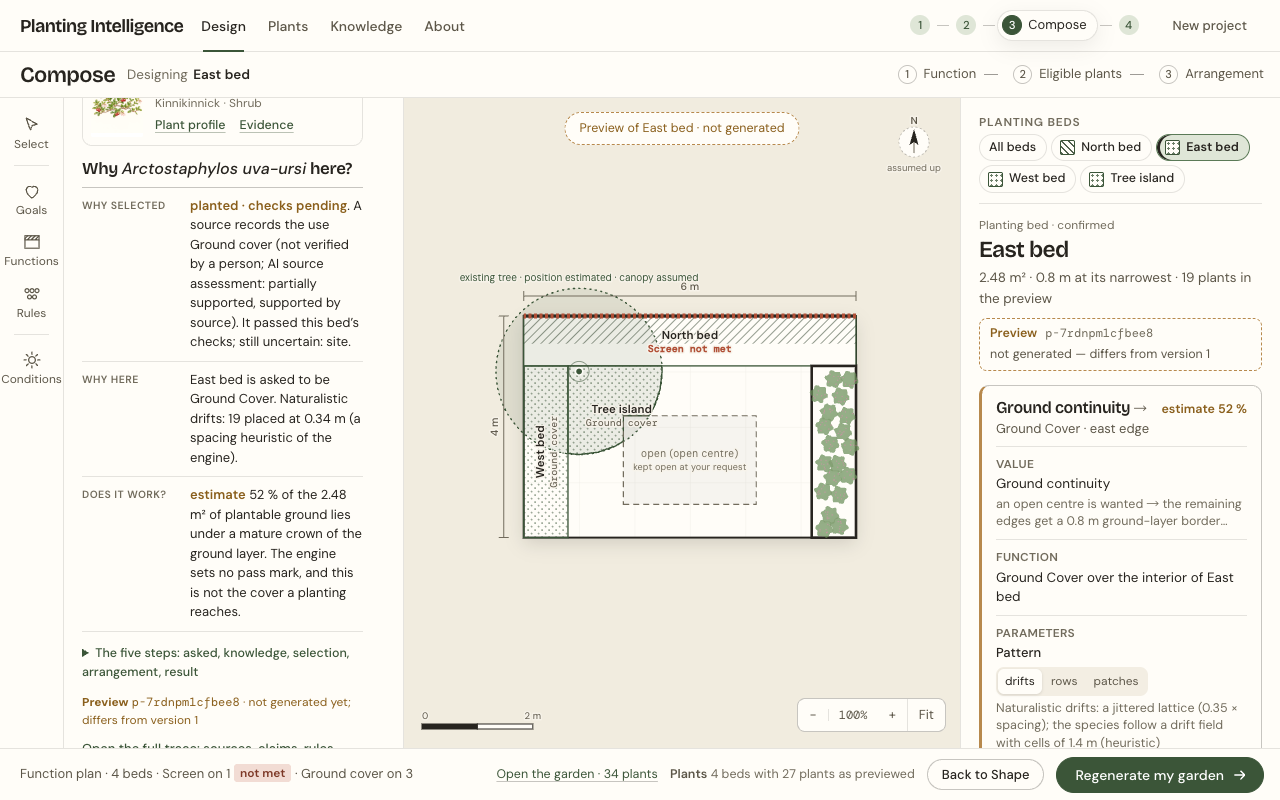 Planting Intelligence
Design
Plants
Knowledge
About
1
2
3 Compose
4
New project
Compose
Designing East bed
1 Function
2 Eligible plants
3 Arrangement
Select
Goals
Functions
Rules
Conditions
Kinnikinnick · Shrub
Plant profile
Evidence
Why Arctostaphylos uva-ursi here?
WHY SELECTED
planted · checks pending. A
source records the use
Ground cover (not verified
by a person; AI source
assessment: partially
supported, supported by
source). It passed this bed's
checks; still uncertain: site.
WHY HERE
East bed is asked to be
Ground Cover. Naturalistic
drifts: 19 placed at 0.34 m (a
spacing heuristic of the
engine).
DOES IT WORK?
estimate 52 % of the 2.48
m² of plantable ground lies
under a mature crown of the
ground layer. The engine
sets no pass mark, and this
is not the cover a planting
reaches.
▶ The five steps: asked, knowledge, selection,
arrangement, result
Preview p-7rdnpmlcfbee8 · not generated yet;
differs from version 1
Open the full trace: sources, claims, rules
Preview of East bed · not generated
N
assumed up
existing tree · position estimated · canopy assumed
6 m
4 m
North bed
Screen not met
Tree island
Ground cover
West bed
Ground cover
open (open centre)
kept open at your request
0
2 m
− 100% +
Fit
PLANTING BEDS
All beds
North bed
East bed
West bed
Tree island
Planting bed · confirmed
East bed
2.48 m² · 0.8 m at its narrowest · 19 plants in
the preview
Preview p-7rdnpmlcfbee8
not generated — differs from version 1
Ground continuity →
estimate 52 %
Ground Cover · east edge
VALUE
Ground continuity
an open centre is wanted → the remaining
edges get a 0.8 m ground-layer border…
FUNCTION
Ground Cover over the interior of East
bed
PARAMETERS
Pattern
drifts
rows
patches
Naturalistic drifts: a jittered lattice (0.35 ×
spacing); the species follow a drift field
with cells of 1.4 m (heuristic)
Function plan · 4 beds · Screen on 1 not met · Ground cover on 3
Open the garden · 34 plants
Plants 4 beds with 27 plants as previewed
Back to Shape
Regenerate my garden →